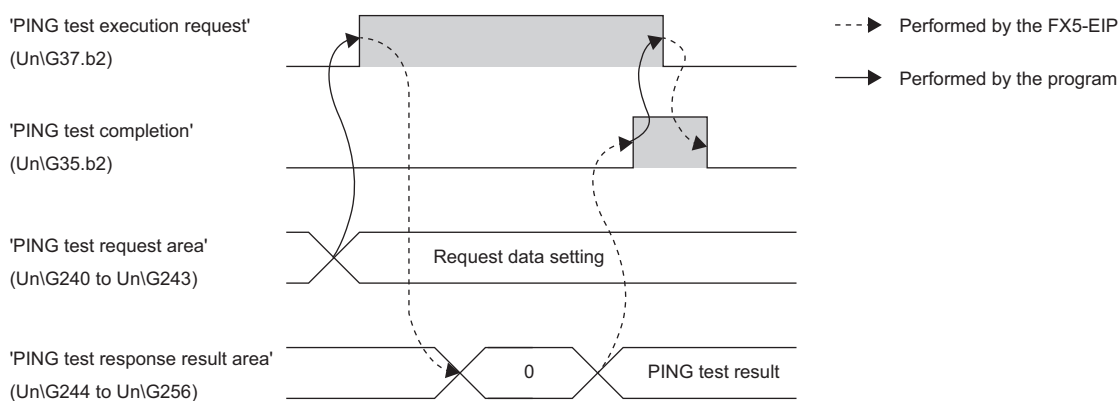 'PING test execution request'
(Un\G37.b2)
Performed by the FX5-EIP
Performed by the program
'PING test completion'
(Un\G35.b2)
'PING test request area'
(Un\G240 to Un\G243)
Request data setting
'PING test response result area'
(Un\G244 to Un\G256)
0
PING test result